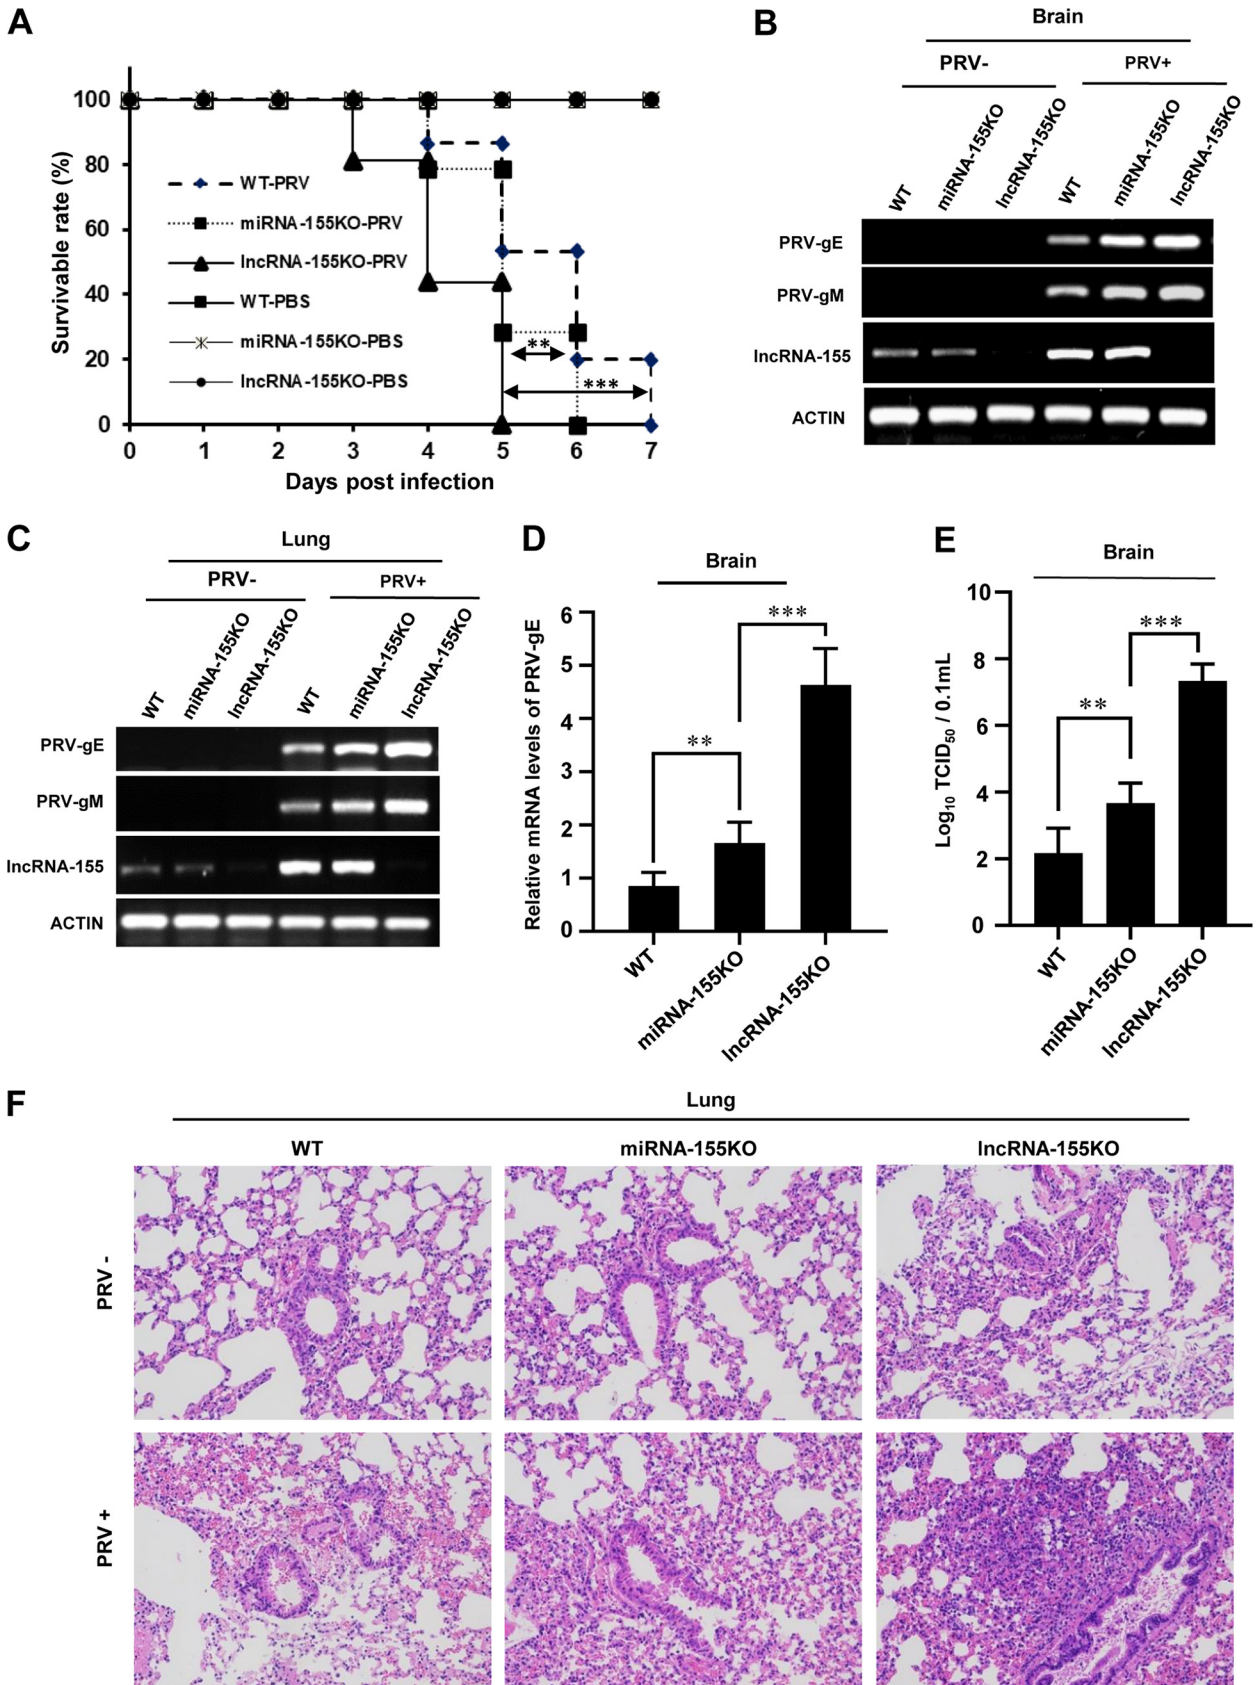 A
Survivable rate (%)
100
80
60
40
20
0
WT-PRV
miRNA-155KO-PRV
lncRNA-155KO-PRV
WT-PBS
miRNA-155KO-PBS
lncRNA-155KO-PBS
**
***
0 1 2 3 4 5 6 7
Days post infection
B
Brain
PRV- PRV+
WT miRNA-155KO lncRNA-155KO WT miRNA-155KO lncRNA-155KO
PRV-gE
PRV-gM
lncRNA-155
ACTIN
C
Lung
PRV- PRV+
WT miRNA-155KO lncRNA-155KO WT miRNA-155KO lncRNA-155KO
PRV-gE
PRV-gM
lncRNA-155
ACTIN
D
Brain
Relative mRNA levels of PRV-gE
6
5
4
3
2
1
0
**
***
WT miRNA-155KO lncRNA-155KO
E
Brain
Log10 TCID50 / 0.1mL
10
8
6
4
2
0
**
***
WT miRNA-155KO lncRNA-155KO
F
Lung
WT miRNA-155KO lncRNA-155KO
PRV -
PRV +